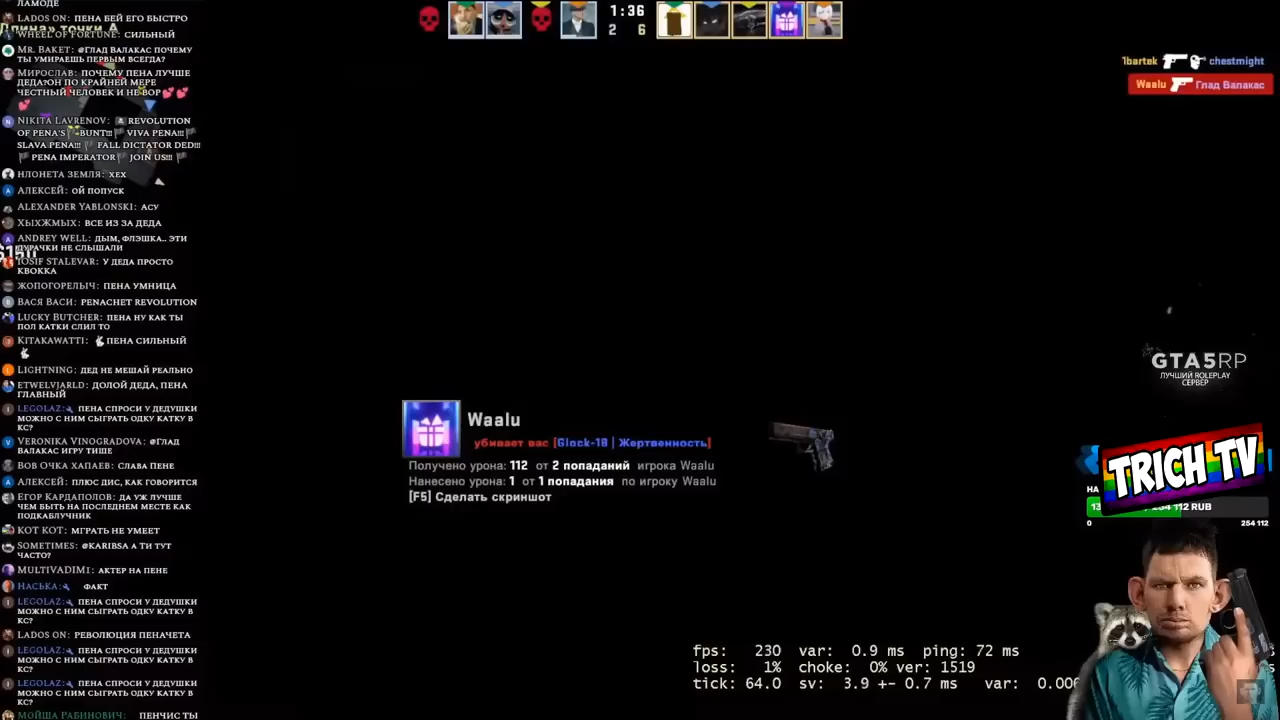 ЛАМОДЕ
LADOS ON: ПЕНА БЕЙ ЕГО БЫСТРО
WHEEL OF FORTUNE: СИЛЬНЫЙ
MR. BAKET: @ГЛАД ВАЛАКАС ПОЧЕМУ
ТЫ УМИРАЕШЬ ПЕРВЫМ ВСЕГДА?
МИРОСЛАВ: ПОЧЕМУ ПЕНА ЛУЧШЕ
ДЕДА?ОН ПО КРАЙНЕЙ МЕРЕ
ЧЕСТНЫЙ ЧЕЛОВЕК И НЕ ВОР💕💕
💕
NIKITA LAVRENOV: 🏴‍☠️ REVOLUTION
OF PENA'S🏴BUNT!!!🏴 VIVA PENA!!!🏴
SLAVA PENA!!!🏴 FALL DICTATOR DED!!!
🏴PENA IMPERATOR🏴 JOIN US!!!🏴
НЛОНЕТА ЗЕМЛЯ: ХЕХ
АЛЕКСЕЙ: ОЙ ПОПУСК
ALEXANDER YABLONSKI: АСУ
ХЫХЖМЫХ: ВСЕ ИЗ ЗА ДЕДА
ANDREY WELL: ДЫМ, ФЛЭШКА.. ЭТИ
ДУРАЧКИ НЕ СЛЫШАЛИ
IOSIF STALEVAR: У ДЕДА ПРОСТО
КВОККА
ЖОПОГОРЕЛЫЧ: ПЕНА УМНИЦА
ВАСЯ ВАСИ: PENACHET REVOLUTION
LUCKY BUTCHER: ПЕНА НУ КАК ТЫ
ПОЛ КАТКИ СЛИЛ ТО
KITAKAWATTI: 🐇ПЕНА СИЛЬНЫЙ
🐇
LIGHTNING: ДЕД НЕ МЕШАЙ РЕАЛЬНО
ETWELVJARLD: ДОЛОЙ ДЕДА, ПЕНА
ГЛАВНЫЙ
LEGOLAZ: ПЕНА СПРОСИ У ДЕДУШКИ
МОЖНО С НИМ СЫГРАТЬ ОДКУ КАТКУ В
КС?
VERONIKA VINOGRADOVA: @ГЛАД
ВАЛАКАС ИГРУ ТИШЕ
ВОВ ОЧКА ХАПАЕВ: СЛАВА ПЕНЕ
АЛЕКСЕЙ: ПЛЮС ДИС, КАК ГОВОРИТСЯ
ЕГОР КАРДАПОЛОВ: ДА УЖ ЛУЧШЕ
ЧЕМ БЫТЬ НА ПОСЛЕДНЕМ МЕСТЕ КАК
ПОДКАБЛУЧНИК
КОТ КОТ: МГРАТЬ НЕ УМЕЕТ
SOMETIMES: @KARIBSA А ТИ ТУТ
ЧАСТО?
MULTIVADIM1: АКТЕР НА ПЕНЕ
НАСЬКА: ФАКТ
LEGOLAZ: ПЕНА СПРОСИ У ДЕДУШКИ
МОЖНО С НИМ СЫГРАТЬ ОДКУ КАТКУ В
КС?
LADOS ON: РЕВОЛЮЦИЯ ПЕНАЧЕТА
LEGOLAZ: ПЕНА СПРОСИ У ДЕДУШКИ
МОЖНО С НИМ СЫГРАТЬ ОДКУ КАТКУ В
КС?
LEGOLAZ: ПЕНА СПРОСИ У ДЕДУШКИ
МОЖНО С НИМ СЫГРАТЬ ОДКУ КАТКУ В
КС?
МОЙША РАБИНОВИЧ: ПЕНЧИС ТЫ
1:36
2 6
1bartek chestmight
Waalu Глад Валакас
Waalu
убивает вас [Glock-18 | Жертвенность]
Получено урона: 112 от 2 попаданий игрока Waalu
Нанесено урона: 1 от 1 попадания по игроку Waalu
[F5] Сделать скриншот
GTA5RP
ЛУЧШИЙ ROLEPLAY
СЕРВЕР
TRICH TV
RUB
0 254 112
fps: 230 var: 0.9 ms ping: 72 ms
loss: 1% choke: 0% ver: 1519
tick: 64.0 sv: 3.9 +- 0.7 ms var: 0.006